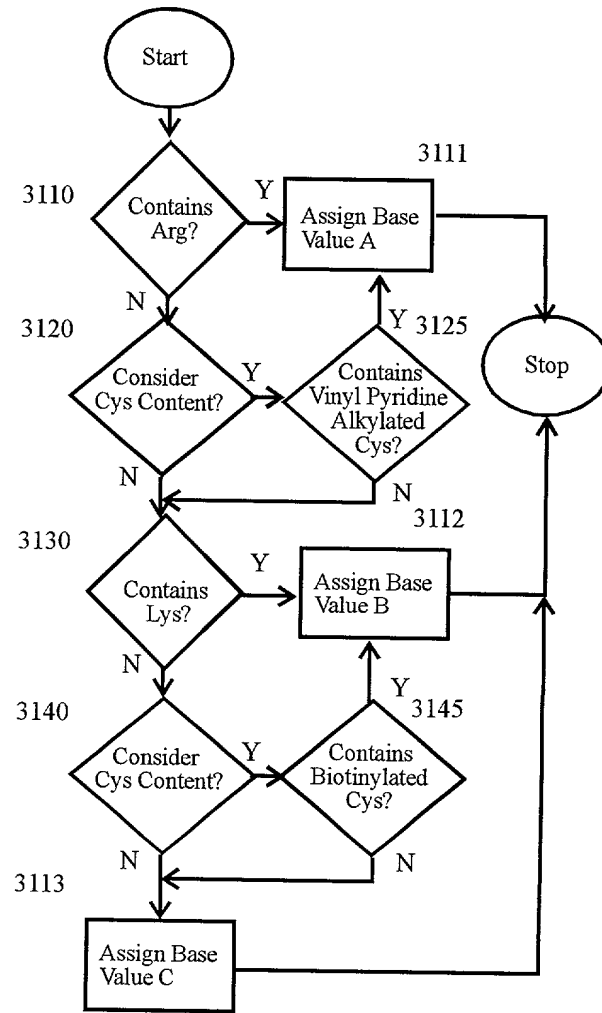 Start
3110
Contains
Arg?
Y
N
3111
Assign Base
Value A
3120
Consider
Cys Content?
Y
N
3125
Y
Contains
Vinyl Pyridine
Alkylated
Cys?
N
Stop
3130
Contains
Lys?
Y
N
3112
Assign Base
Value B
3140
Consider
Cys Content?
Y
N
3145
Y
Contains
Biotinylated
Cys?
N
3113
Assign Base
Value C